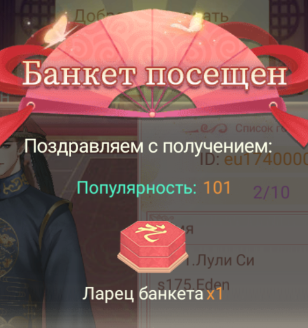 Банкет посещен
Список
Поздравляем с получением:
ID: eu1740000
Популярность: 101
2/10
1.Лули Си
s175.Eden
Ларец банкета x1